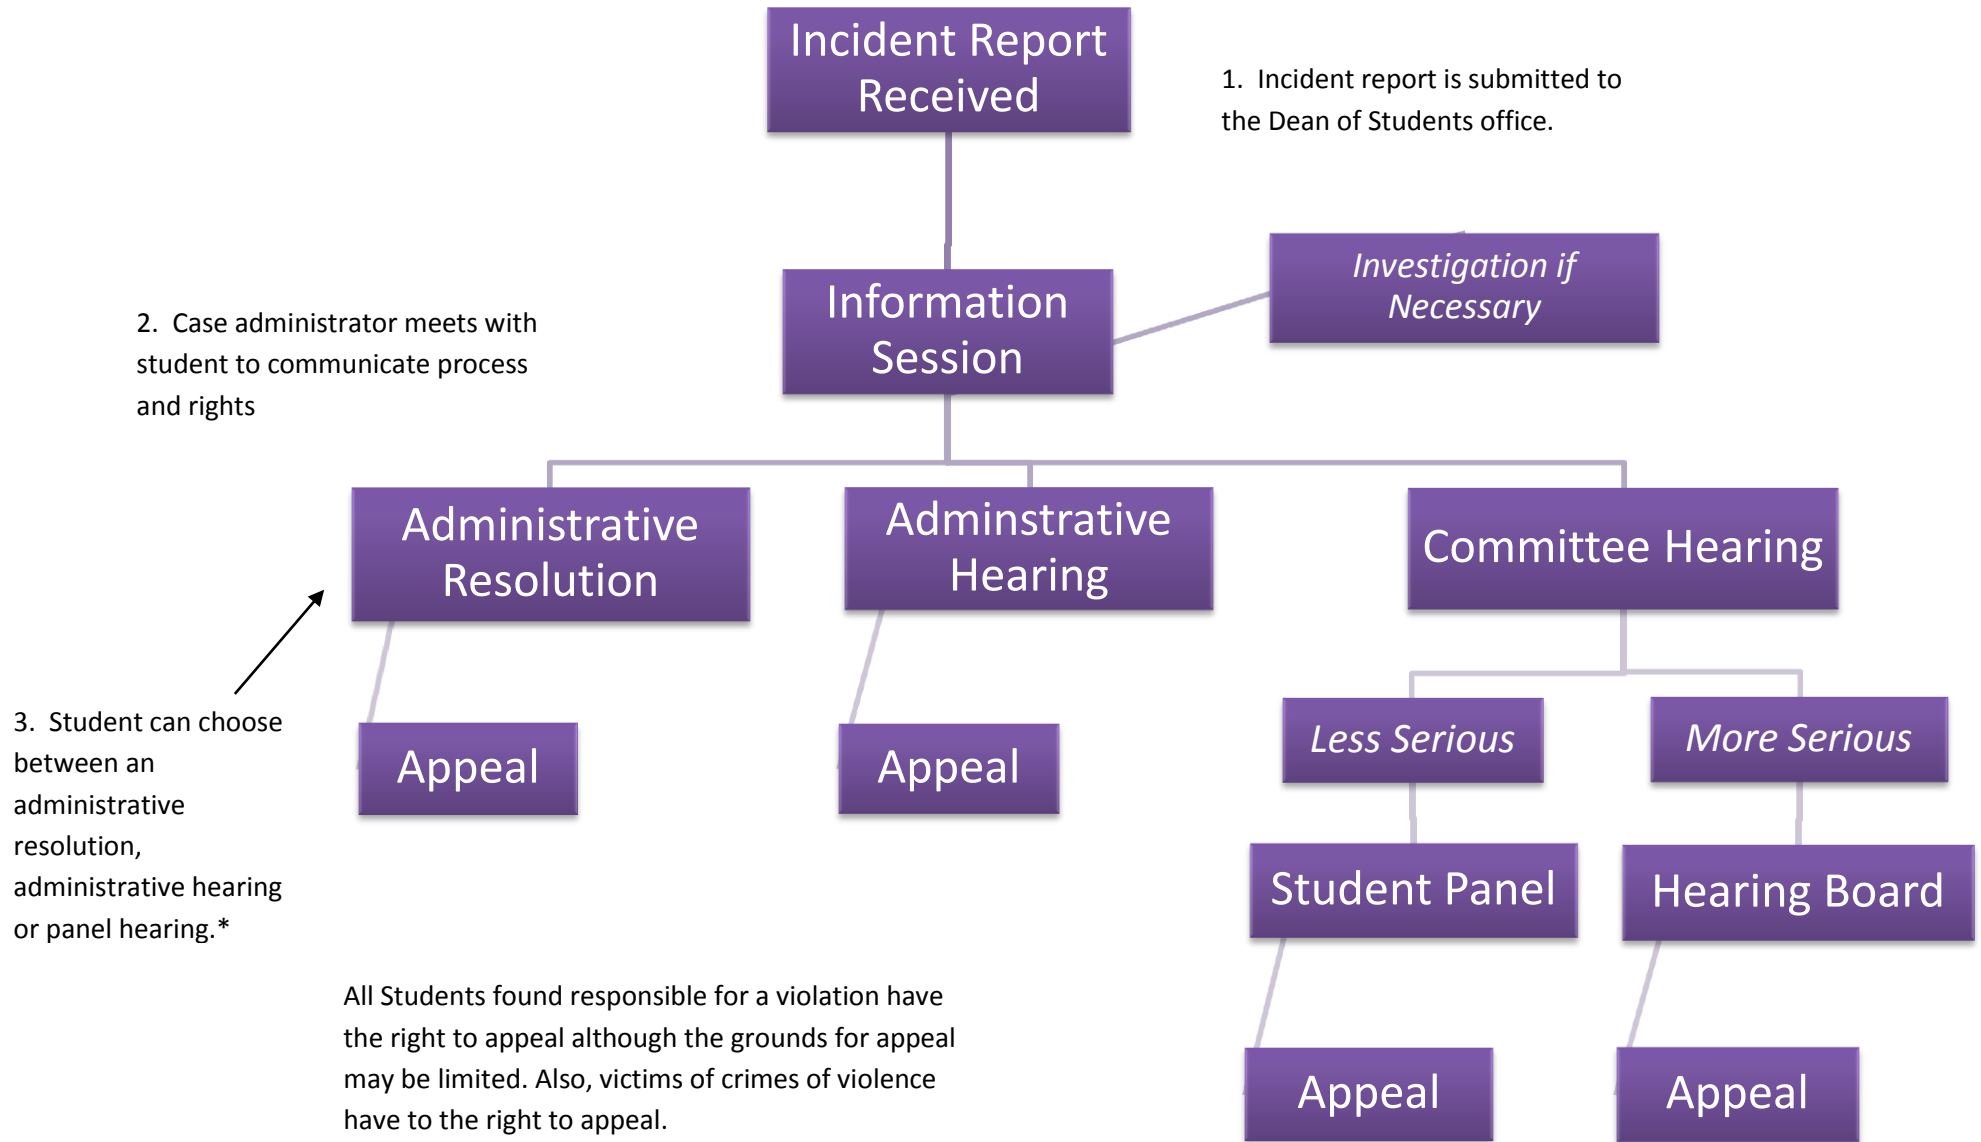 Incident Report
Received
1. Incident report is submitted to
the Dean of Students office.
Investigation if
Necessary
Information
Session
2. Case administrator meets with
student to communicate process
and rights
Administrative
Resolution
Adminstrative
Hearing
Committee Hearing
3. Student can choose
between an
administrative
resolution,
administrative hearing
or panel hearing.*
Appeal
Appeal
Less Serious
More Serious
Student Panel
Hearing Board
All Students found responsible for a violation have
the right to appeal although the grounds for appeal
may be limited. Also, victims of crimes of violence
have to the right to appeal.
Appeal
Appeal